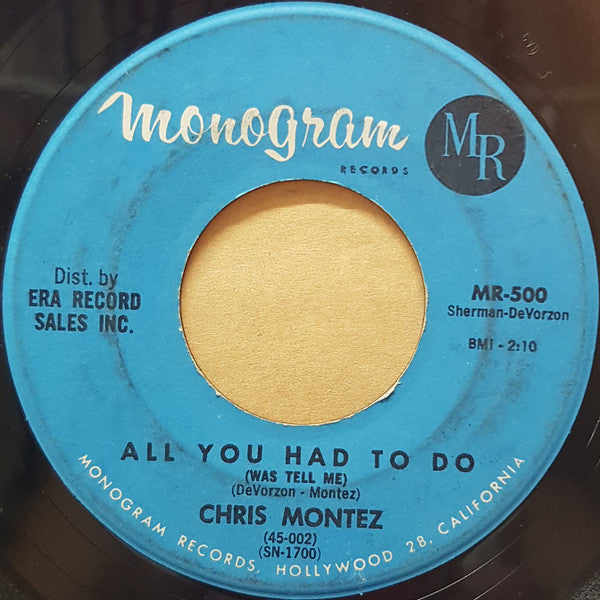 Monogram
RECORDS
MR
Dist. by
ERA RECORD
SALES INC.
MR-500
Sherman-DeVorzon
BMI - 2:10
ALL YOU HAD TO DO
(WAS TELL ME)
(DeVorzon - Montez)
CHRIS MONTEZ
(45-002)
(SN-1700)
MONOGRAM RECORDS, HOLLYWOOD 28, CALIFORNIA